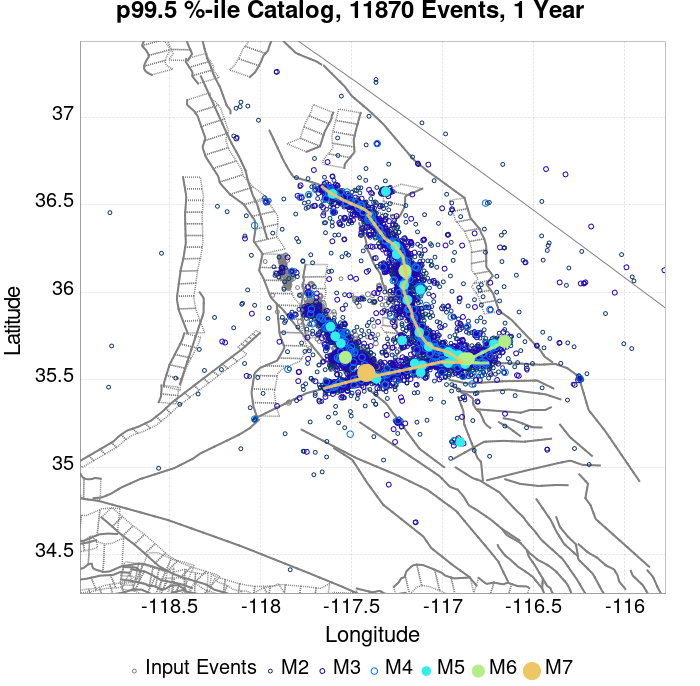 p99.5 %-ile Catalog, 11870 Events, 1 Year
37
36.5
36
35.5
35
34.5
Latitude
-118.5 -118 -117.5 -117 -116.5 -116
Longitude
Input Events M2 M3 M4 M5 M6 M7